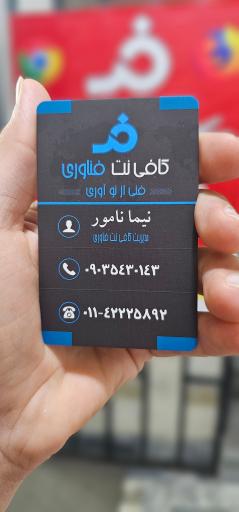 کافی نت فناوری
فنی از نو آوری
نیما نامور
مدیریت کافی نت فناوری
۰۹۰۳۵۴۳۰۱۴۳
۰۱۱-۴۲۲۲۵۸۹۲